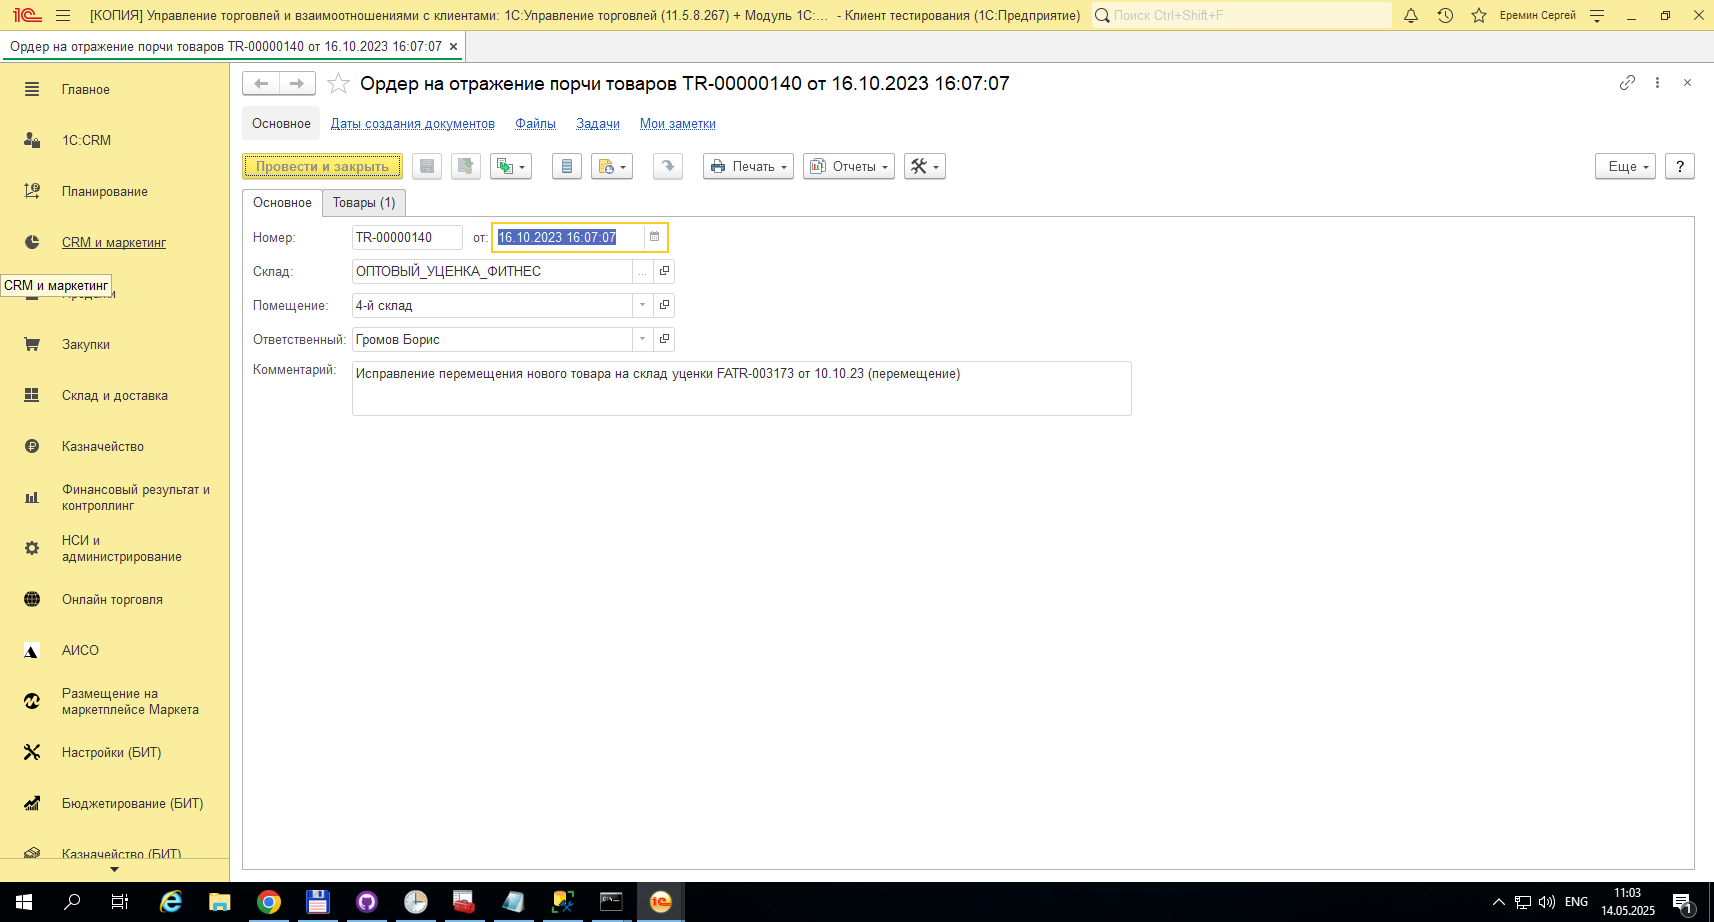 [КОПИЯ] Управление торговлей и взаимоотношениями с клиентами: 1С:Управление торговлей (11.5.8.267) + Модуль 1С:... - Клиент тестирования (1С:Предприятие)
Поиск Ctrl+Shift+F
Еремин Сергей
Ордер на отражение порчи товаров TR-00000140 от 16.10.2023 16:07:07
Главное
1С:CRM
Планирование
CRM и маркетинг
CRM и маркетинг
Закупки
Склад и доставка
Казначейство
Финансовый результат и
контроллинг
НСИ и
администрирование
Онлайн торговля
АИСО
Размещение на
маркетплейсе Маркета
Настройки (БИТ)
Бюджетирование (БИТ)
Казначейство (БИТ)
Ордер на отражение порчи товаров TR-00000140 от 16.10.2023 16:07:07
Основное Даты создания документов Файлы Задачи Мои заметки
Провести и закрыть Печать Отчеты Еще ?
Основное Товары (1)
Номер: TR-00000140 от: 16.10.2023 16:07:07
Склад: ОПТОВЫЙ_УЦЕНКА_ФИТНЕС ...
Помещение: 4-й склад
Ответственный: Громов Борис
Комментарий: Исправление перемещения нового товара на склад уценки FATR-003173 от 10.10.23 (перемещение)
ENG
11:03
14.05.2025
1